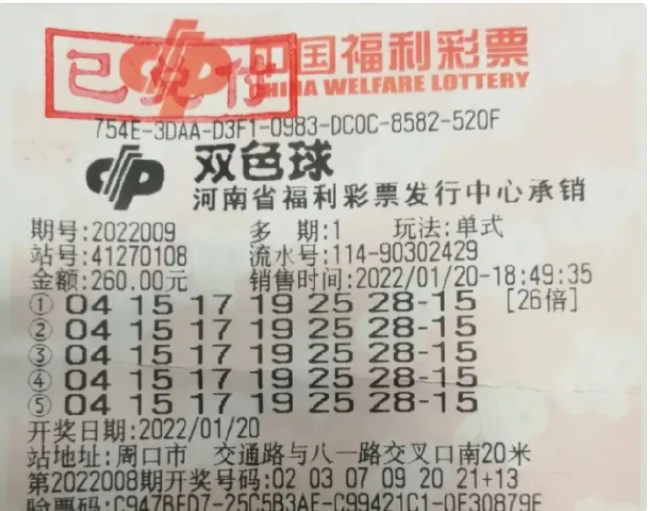 已兑付
中国福利彩票
CHINA WELFARE LOTTERY
754E-3DAA-D3F1-0983-DC0C-8582-520F
双色球
河南省福利彩票发行中心承销
期号:2022009 多 期:1 玩法:单式
站号:41270108 流水号:114-90302429
金额:260.00元 销售时间:2022/01/20-18:49:35
① 04 15 17 19 25 28-15 [26倍]
② 04 15 17 19 25 28-15
③ 04 15 17 19 25 28-15
④ 04 15 17 19 25 28-15
⑤ 04 15 17 19 25 28-15
开奖日期:2022/01/20
站地址:周口市 交通路与八一路交叉口南20米
第2022008期开奖号码:02 03 07 09 20 21+13
验票码:C947BED7-25C5B3AE-C99421C1-0E30879E